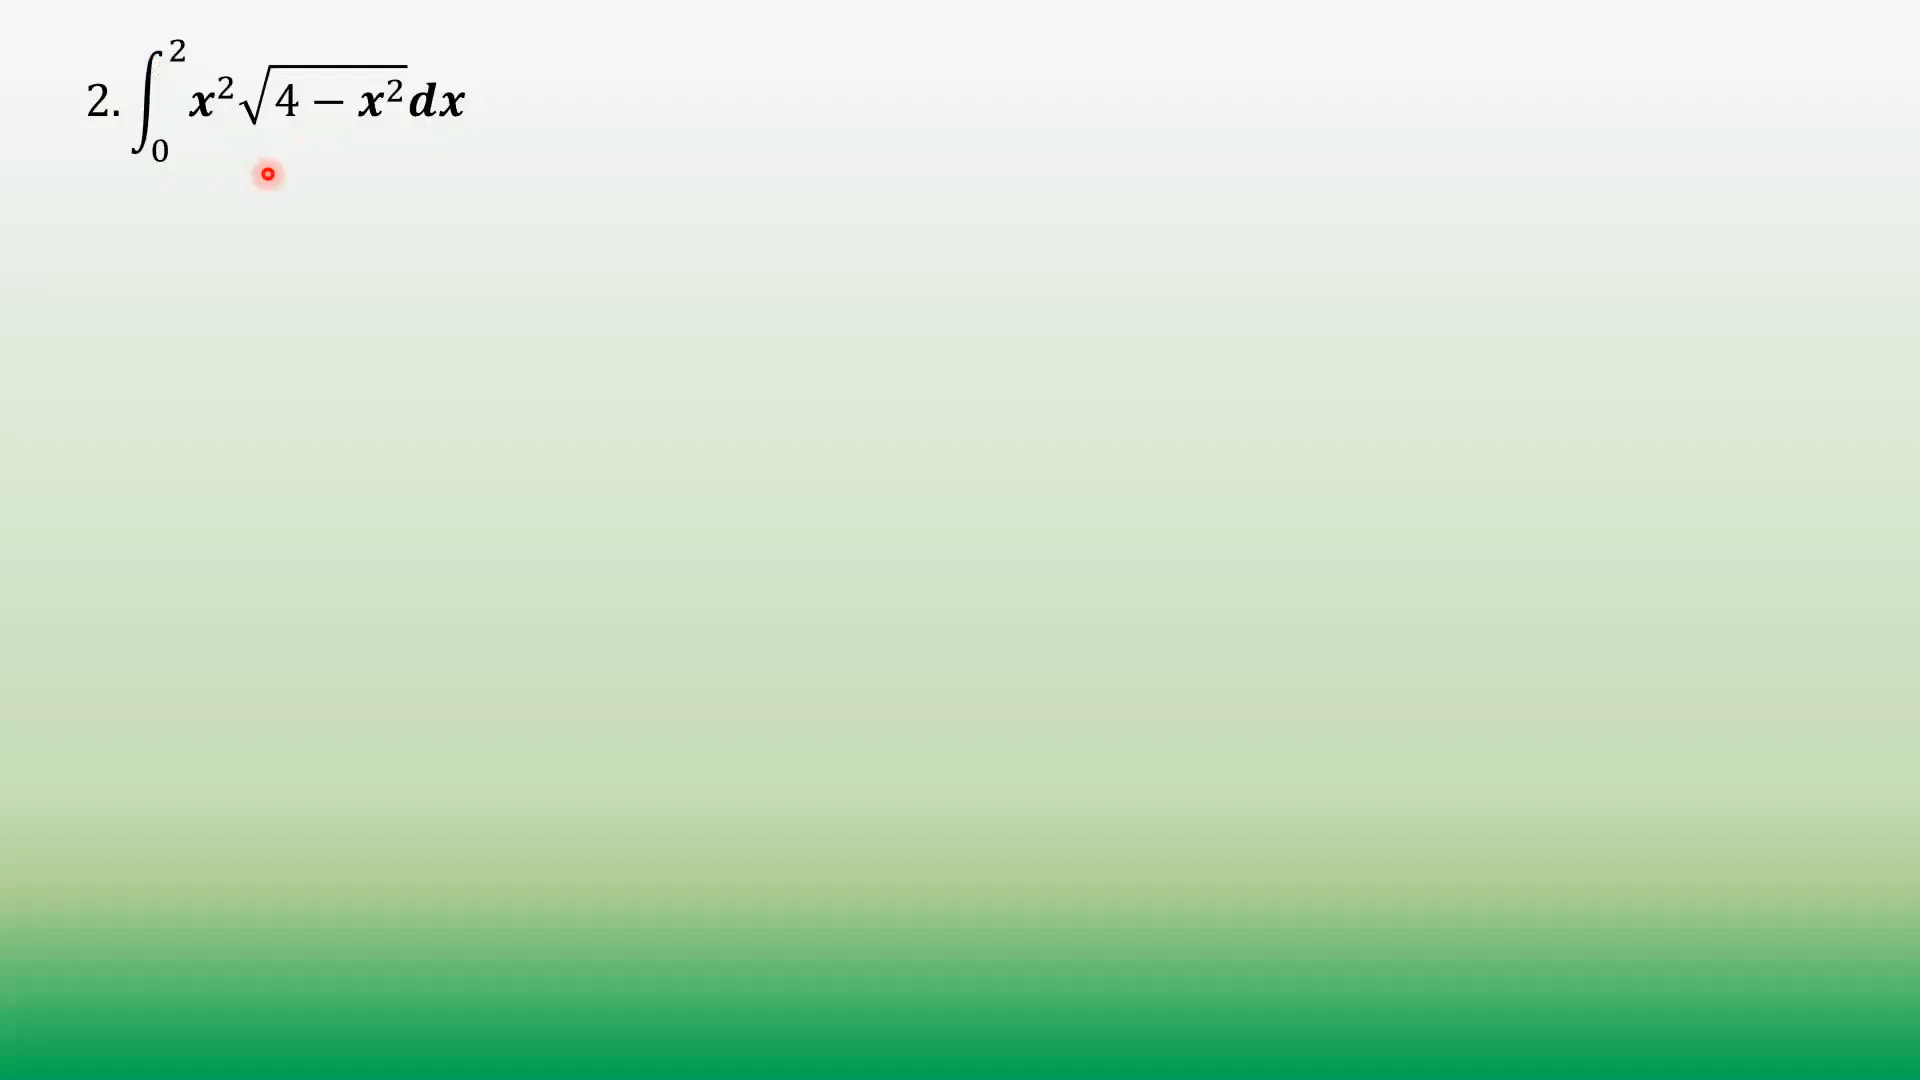 2. ∫₀² x²√(4 − x²) dx